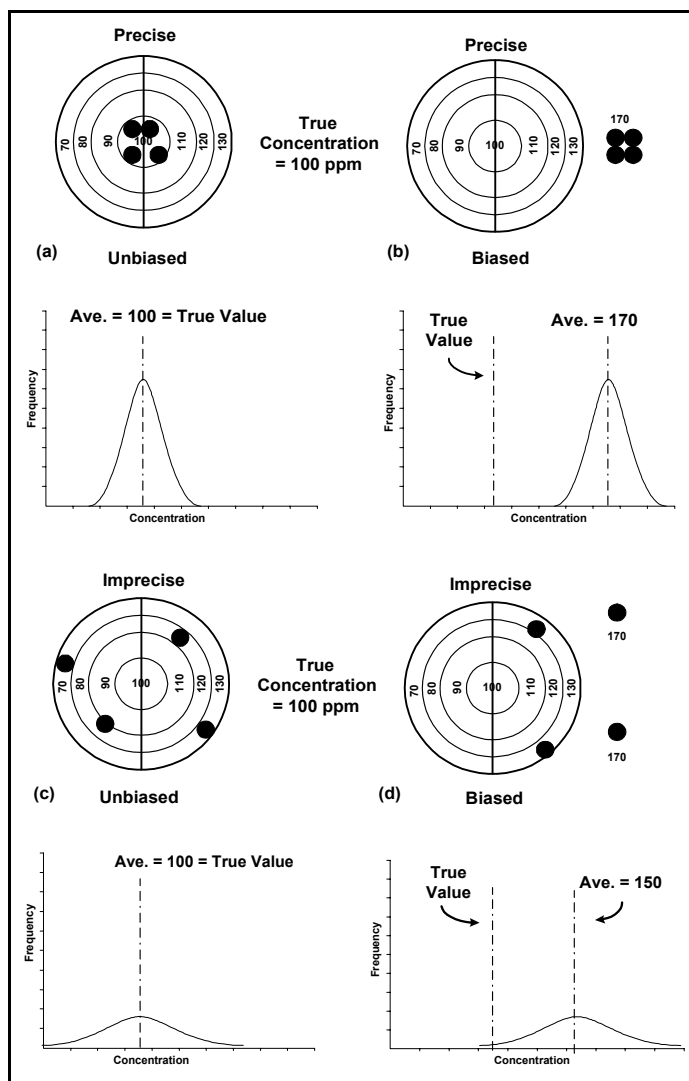 Precise
70
80
90
100
110
120
130
(a)
Unbiased
True
Concentration
= 100 ppm
Precise
70
80
90
100
110
120
130
170
(b)
Biased
Ave. = 100 = True Value
Frequency
Concentration
True
Value
Ave. = 170
Frequency
Concentration
Imprecise
70
80
90
100
110
120
130
(c)
Unbiased
True
Concentration
= 100 ppm
Imprecise
70
80
90
100
110
120
130
170
170
(d)
Biased
Ave. = 100 = True Value
Frequency
Concentration
True
Value
Ave. = 150
Frequency
Concentration